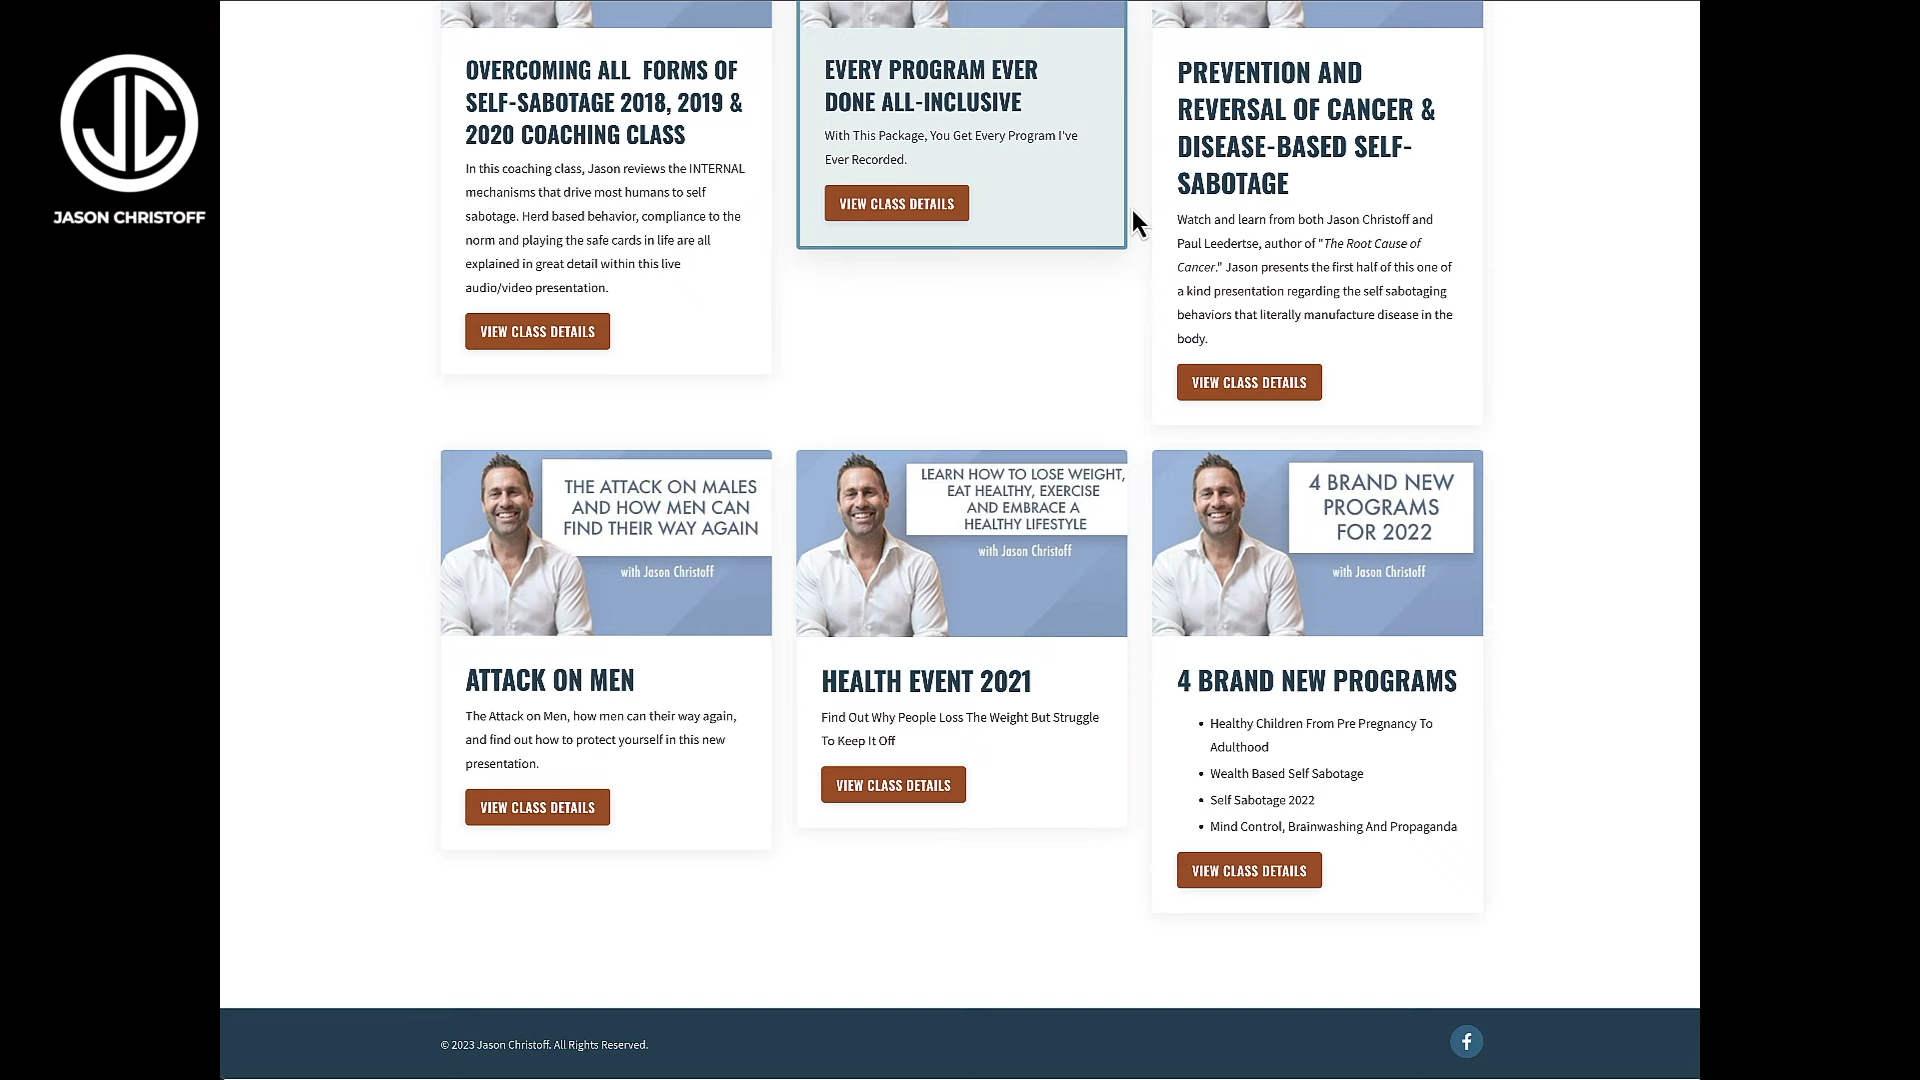 JC
JASON CHRISTOFF
OVERCOMING ALL FORMS OF
SELF-SABOTAGE 2018, 2019 &
2020 COACHING CLASS
In this coaching class, Jason reviews the INTERNAL
mechanisms that drive most humans to self
sabotage. Herd based behavior, compliance to the
norm and playing the safe cards in life are all
explained in great detail within this live
audio/video presentation.
VIEW CLASS DETAILS
EVERY PROGRAM EVER
DONE ALL-INCLUSIVE
With This Package, You Get Every Program I've
Ever Recorded.
VIEW CLASS DETAILS
PREVENTION AND
REVERSAL OF CANCER &
DISEASE-BASED SELF-
SABOTAGE
Watch and learn from both Jason Christoff and
Paul Leedertse, author of "The Root Cause of
Cancer." Jason presents the first half of this one of
a kind presentation regarding the self sabotaging
behaviors that literally manufacture disease in the
body.
VIEW CLASS DETAILS
THE ATTACK ON MALES
AND HOW MEN CAN
FIND THEIR WAY AGAIN
with Jason Christoff
ATTACK ON MEN
The Attack on Men, how men can their way again,
and find out how to protect yourself in this new
presentation.
VIEW CLASS DETAILS
LEARN HOW TO LOSE WEIGHT,
EAT HEALTHY, EXERCISE
AND EMBRACE A
HEALTHY LIFESTYLE
with Jason Christoff
HEALTH EVENT 2021
Find Out Why People Loss The Weight But Struggle
To Keep It Off
VIEW CLASS DETAILS
4 BRAND NEW
PROGRAMS
FOR 2022
with Jason Christoff
4 BRAND NEW PROGRAMS
• Healthy Children From Pre Pregnancy To
Adulthood
• Wealth Based Self Sabotage
• Self Sabotage 2022
• Mind Control, Brainwashing And Propaganda
VIEW CLASS DETAILS
© 2023 Jason Christoff. All Rights Reserved.